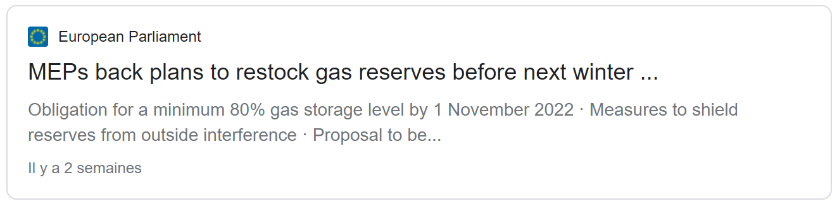 European Parliament
MEPs back plans to restock gas reserves before next winter ...
Obligation for a minimum 80% gas storage level by 1 November 2022 · Measures to shield
reserves from outside interference · Proposal to be...
Il y a 2 semaines